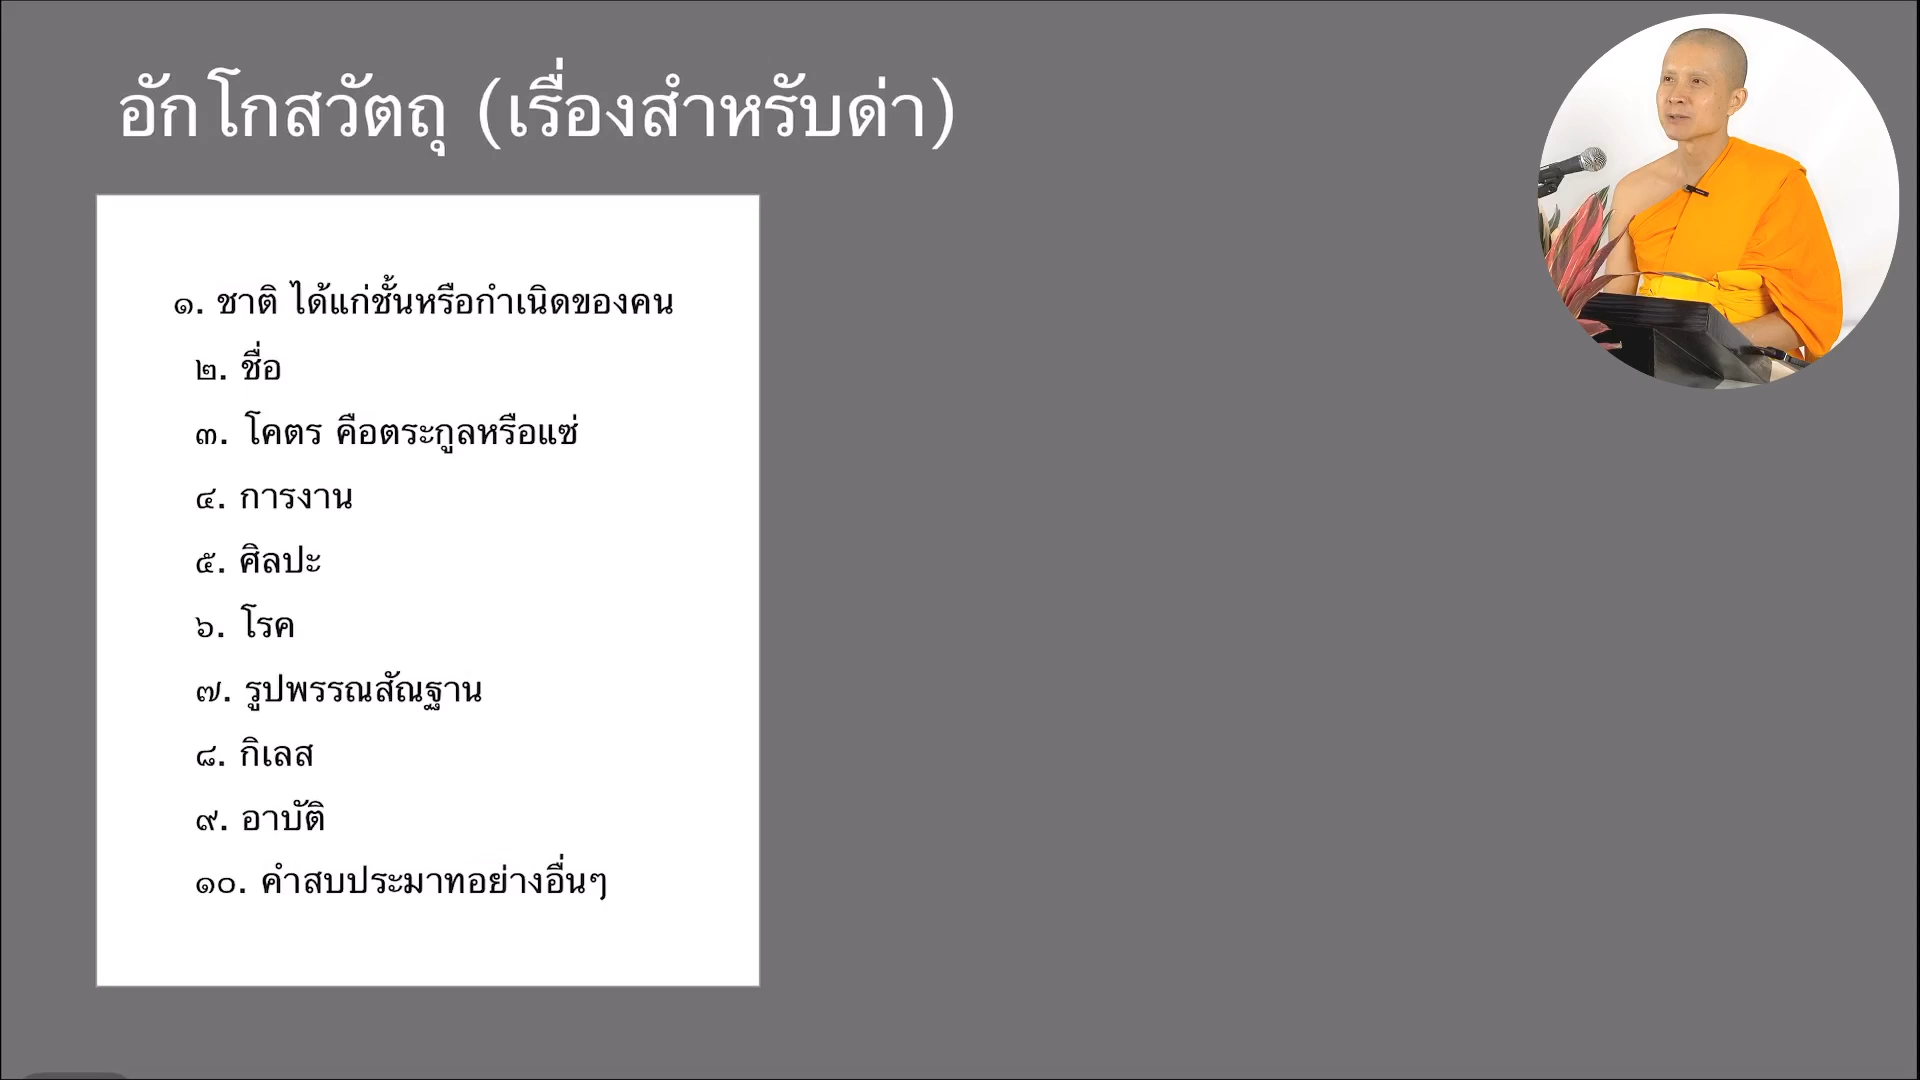 อักโกสวัตถุ (เรื่องสำหรับด่า)
๑. ชาติ ได้แก่ชั้นหรือกำเนิดของคน
๒. ชื่อ
๓. โคตร คือตระกูลหรือแซ่
๔. การงาน
๕. ศิลปะ
๖. โรค
๗. รูปพรรณสัณฐาน
๘. กิเลส
๙. อาบัติ
๑๐. คำสบประมาทอย่างอื่นๆ